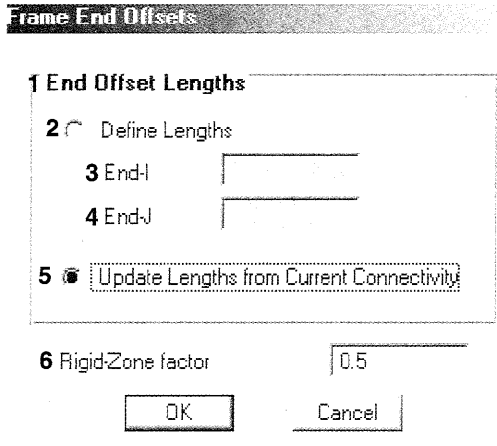 Frame End Offsets
1 End Offset Lengths
2 Define Lengths
3 End-I
4 End-J
5 Update Lengths from Current Connectivity
6 Rigid-Zone factor 0.5
OK Cancel